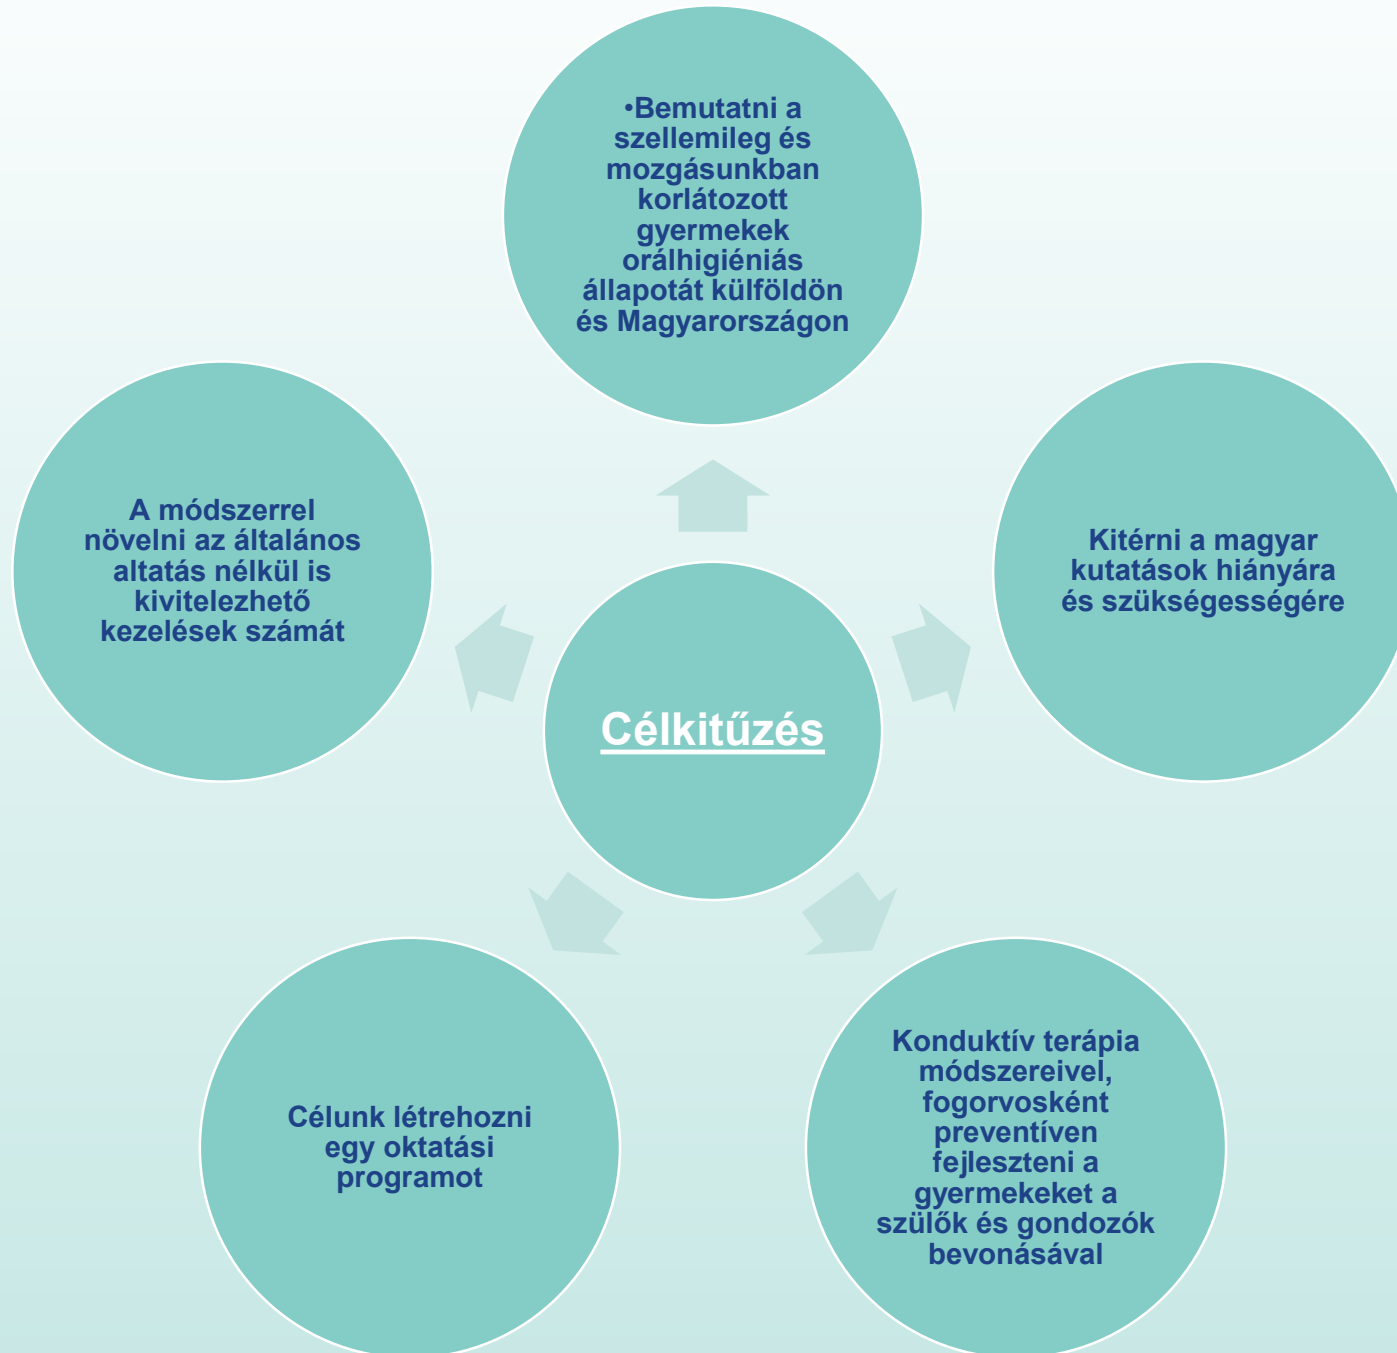 •Bemutatni a
szellemileg és
mozgásunkban
korlátozott
gyermekek
orálhigiéniás
állapotát külföldön
és Magyarországon
A módszerrel
növelni az általános
altatás nélkül is
kivitelezhető
kezelések számát
Kitérni a magyar
kutatások hiányára
és szükségességére
Célkitűzés
Célunk létrehozni
egy oktatási
programot
Konduktív terápia
módszereivel,
fogorvosként
preventíven
fejleszteni a
gyermekeket a
szülők és gondozók
bevonásával